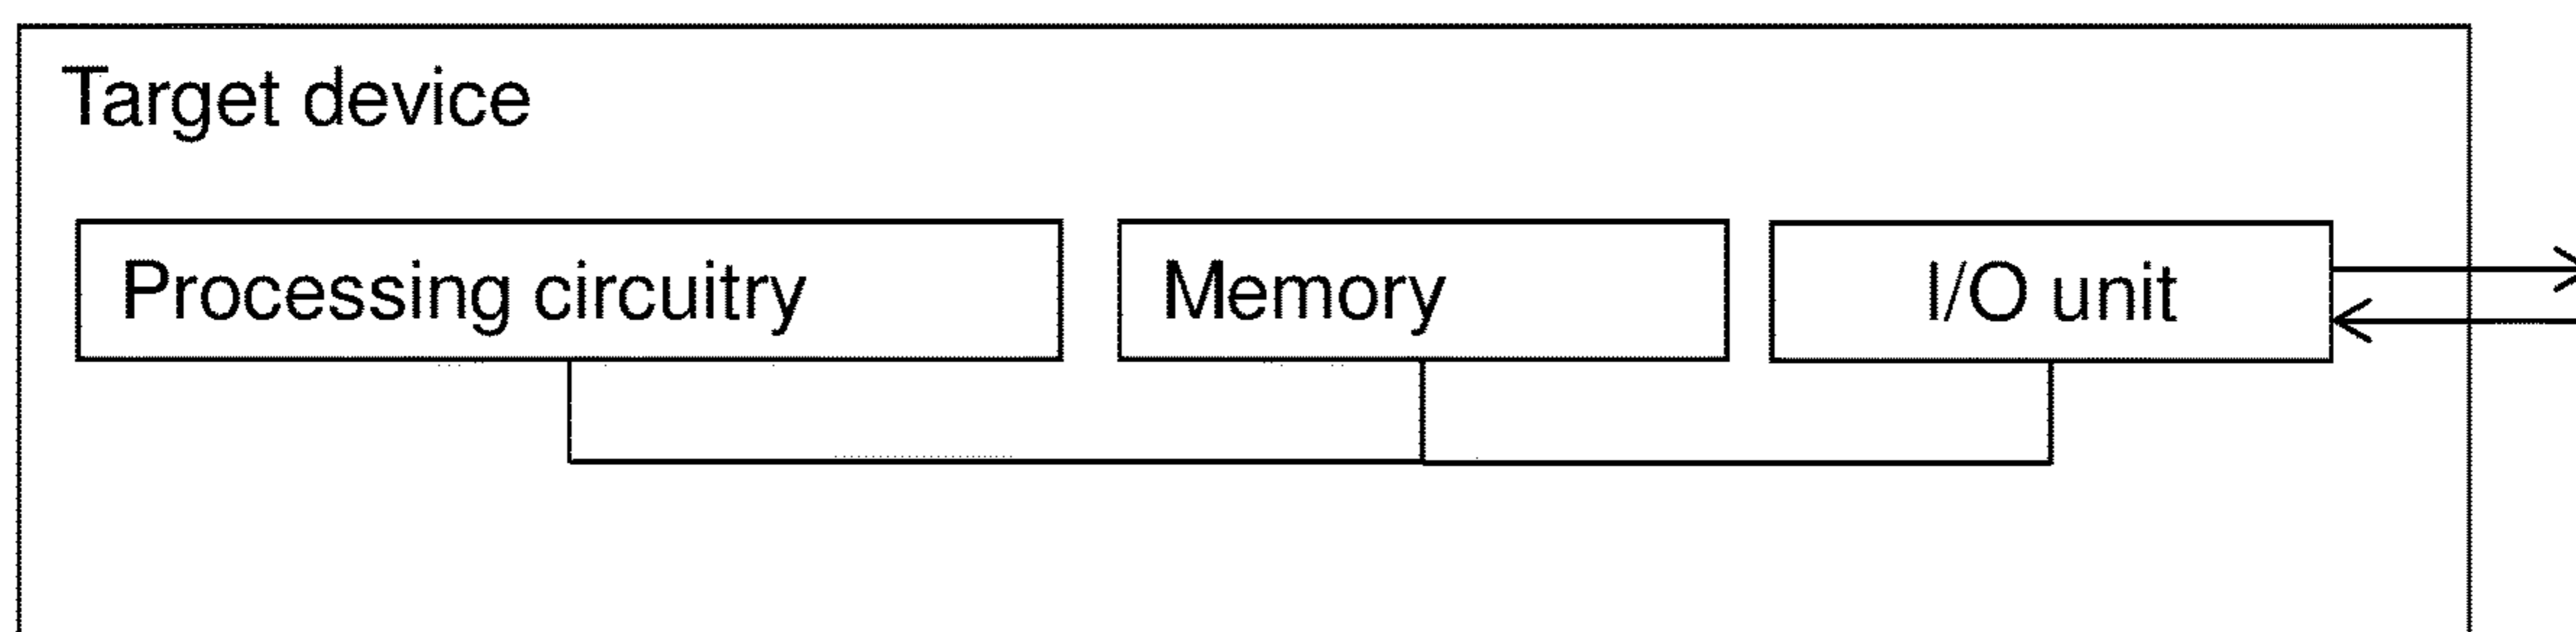 Target device
Processing circuitry
Memory
I/O unit